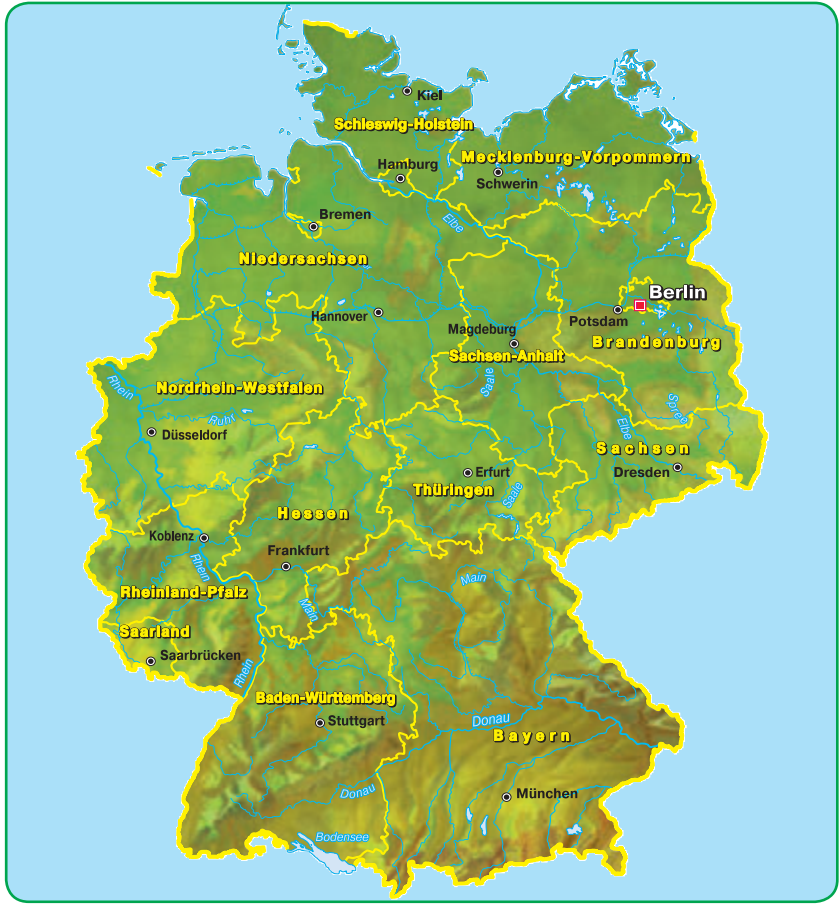 Kiel
Schleswig-Holstein
Mecklenburg-Vorpommern
Hamburg
Schwerin
Bremen
Elbe
Niedersachsen
Berlin
Hannover
Potsdam
Magdeburg
Brandenburg
Sachsen-Anhalt
Rhein
Nordrhein-Westfalen
Saale
Spree
Ruhr
Elbe
Düsseldorf
Sachsen
Erfurt
Dresden
Thüringen
Saale
Hessen
Koblenz
Frankfurt
Rhein
Main
Rheinland-Pfalz
Main
Saarland
Saarbrücken
Rhein
Baden-Württemberg
Stuttgart
Donau
Bayern
Donau
München
Bodensee